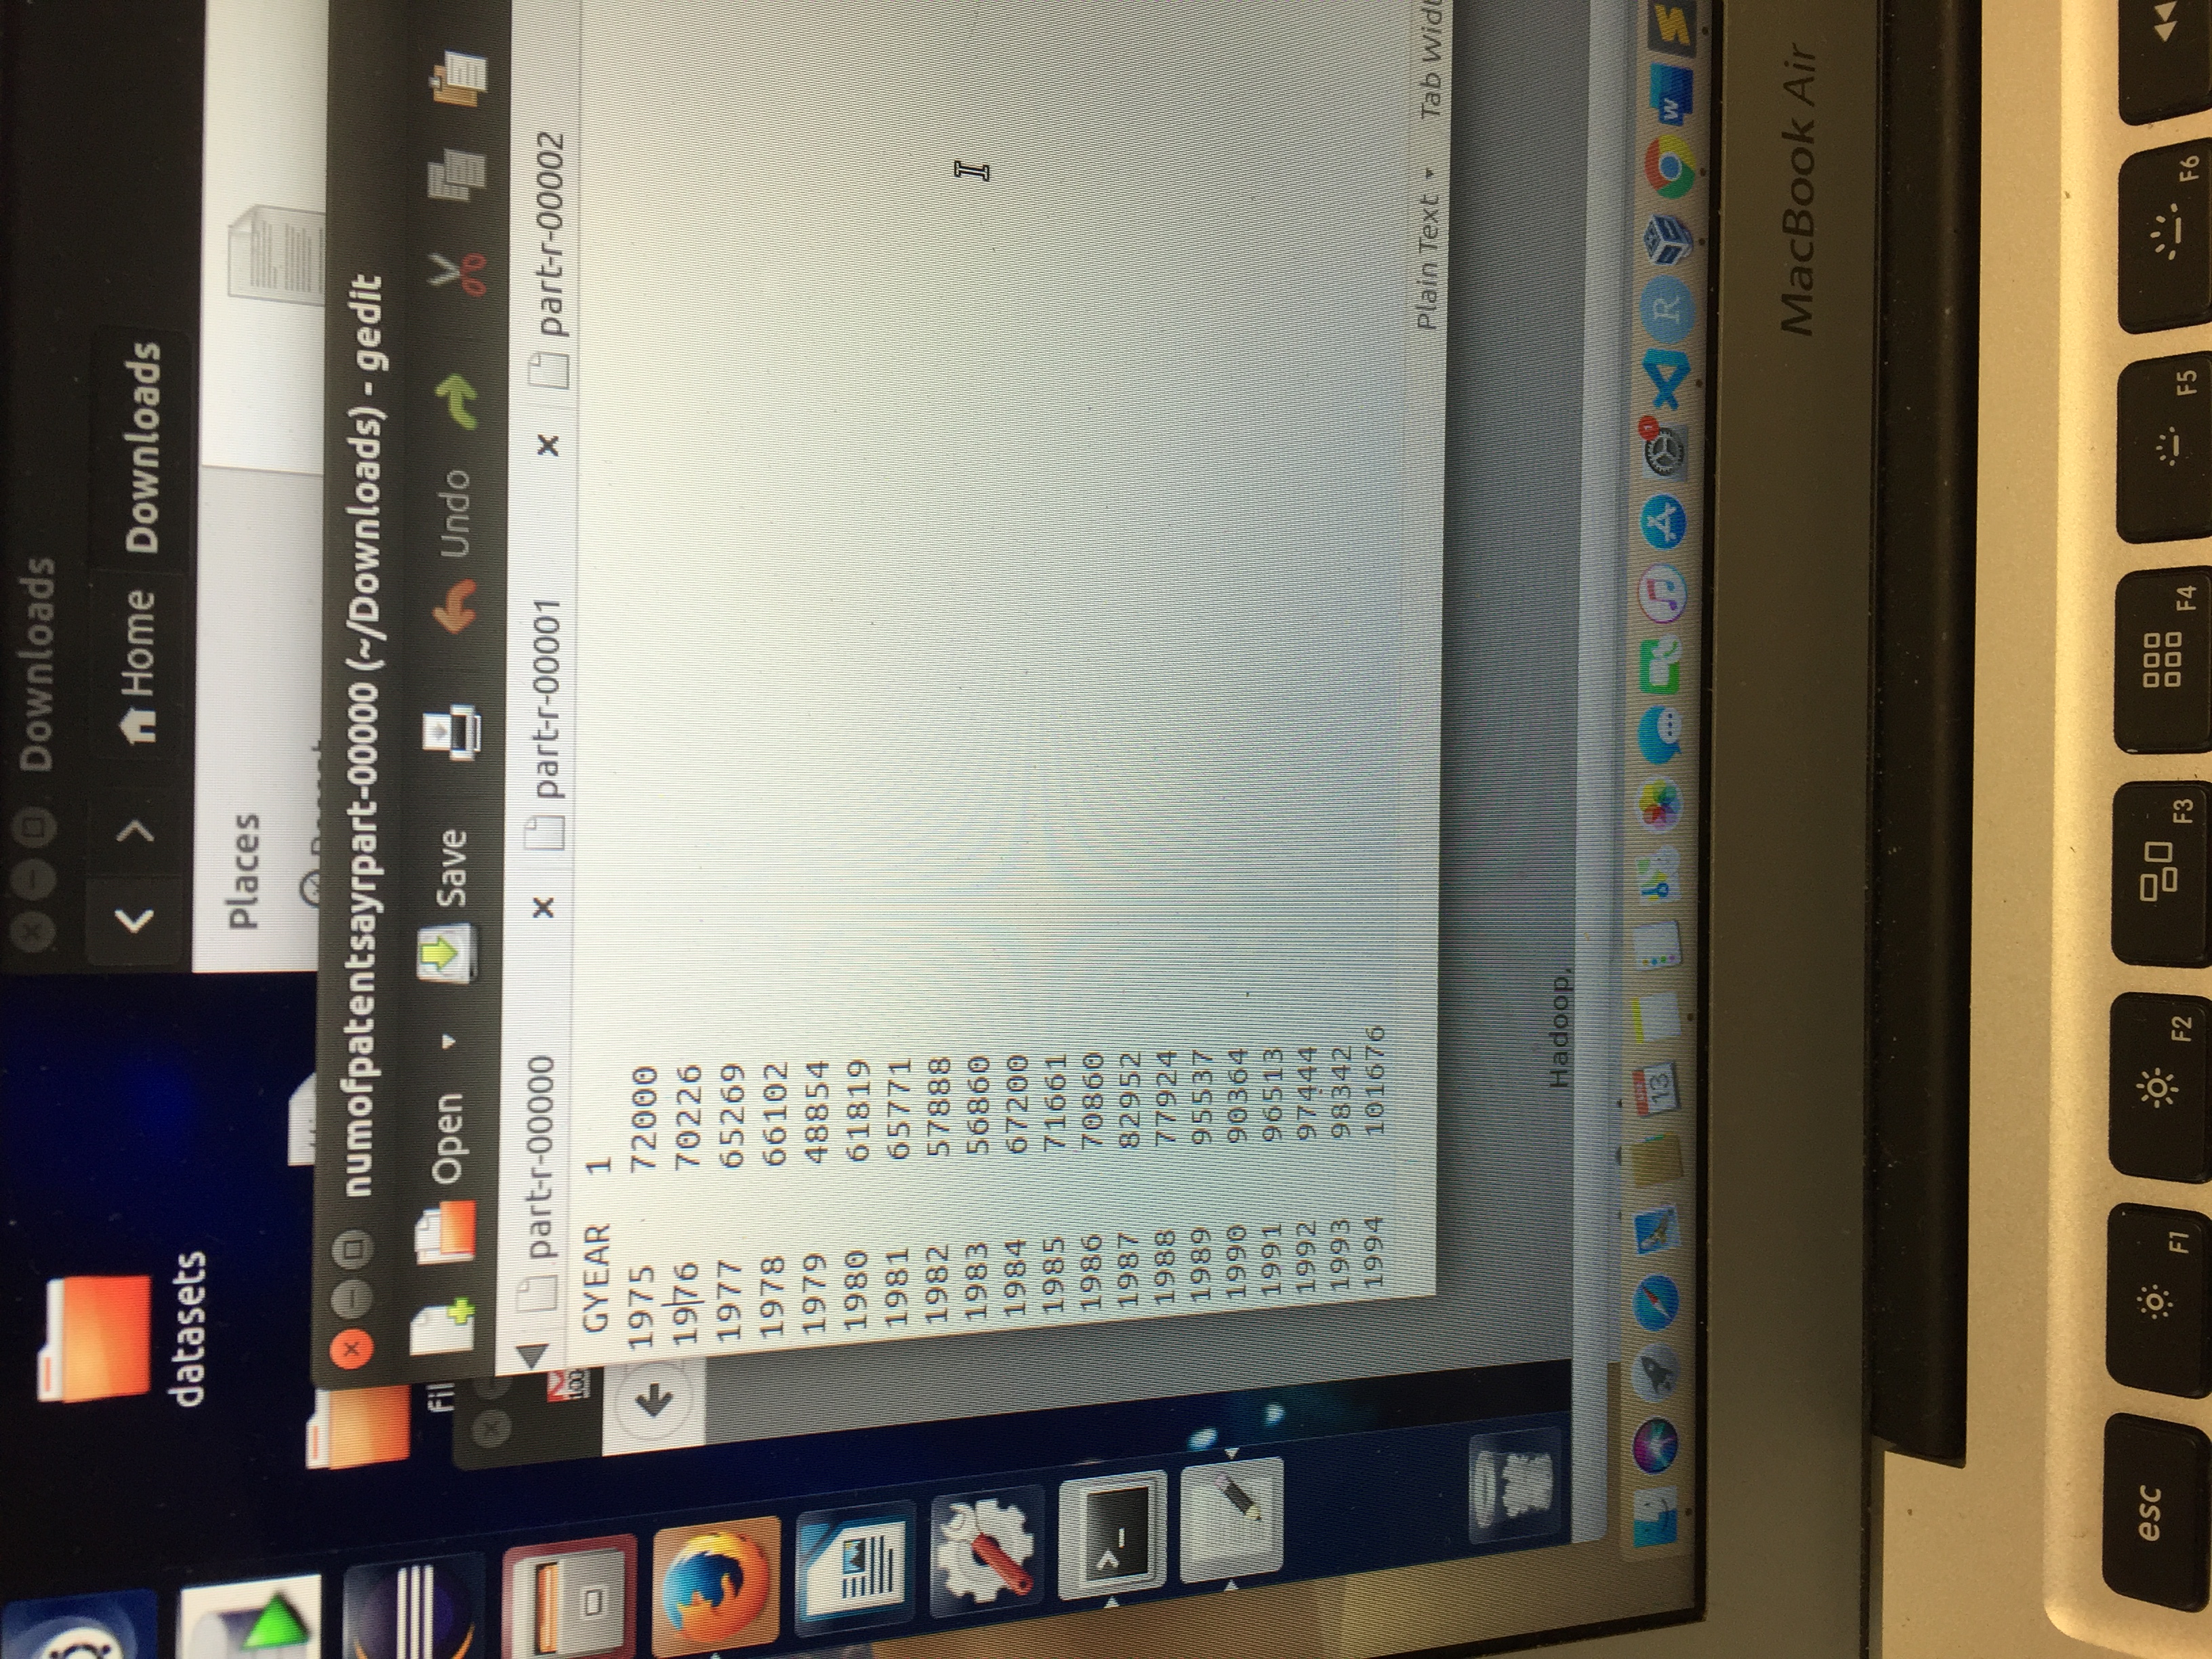 Downloads
Home Downloads
datasets
Places
numofpatentsayrpart-00000 (~/Downloads) - gedit
Fil
Open Save Undo
part-r-00000 part-r-00001 part-r-00002
GYEAR 1
1975 72000
1976 70226
1977 65269
1978 66102
1979 48854
1980 61819
1981 65771
1982 57888
1983 56860
1984 67200
1985 71661
1986 70860
1987 82952
1988 77924
1989 95537
1990 90364
1991 96513
1992 97444
1993 98342
1994 101676
Plain Text Tab Widt
Hadoop,
13
R
W
MacBook Air
esc F1 F2 F3 F4 F5 F6